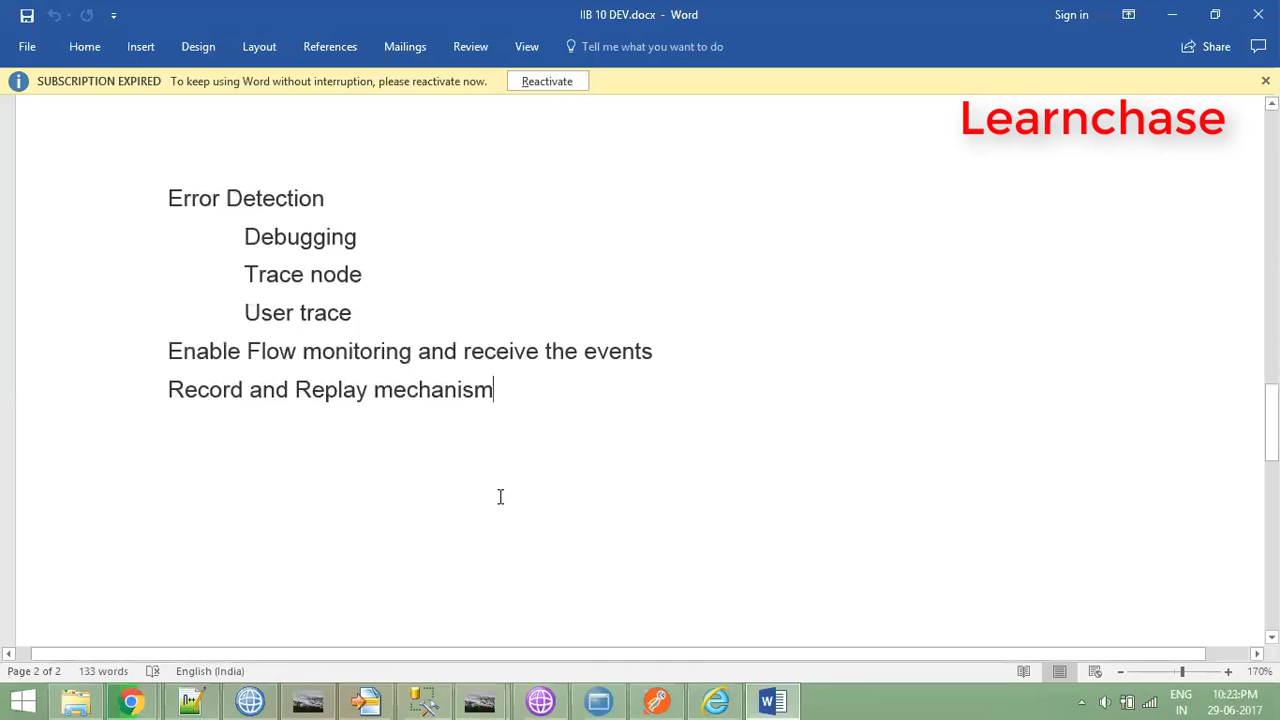 IIB 10 DEV.docx - Word
Sign in
File Home Insert Design Layout References Mailings Review View Tell me what you want to do Share
SUBSCRIPTION EXPIRED To keep using Word without interruption, please reactivate now. Reactivate
Learnchase
Error Detection
Debugging
Trace node
User trace
Enable Flow monitoring and receive the events
Record and Replay mechanism
Page 2 of 2 133 words English (India) 170%
ENG 10:23 PM
IN 29-06-2017